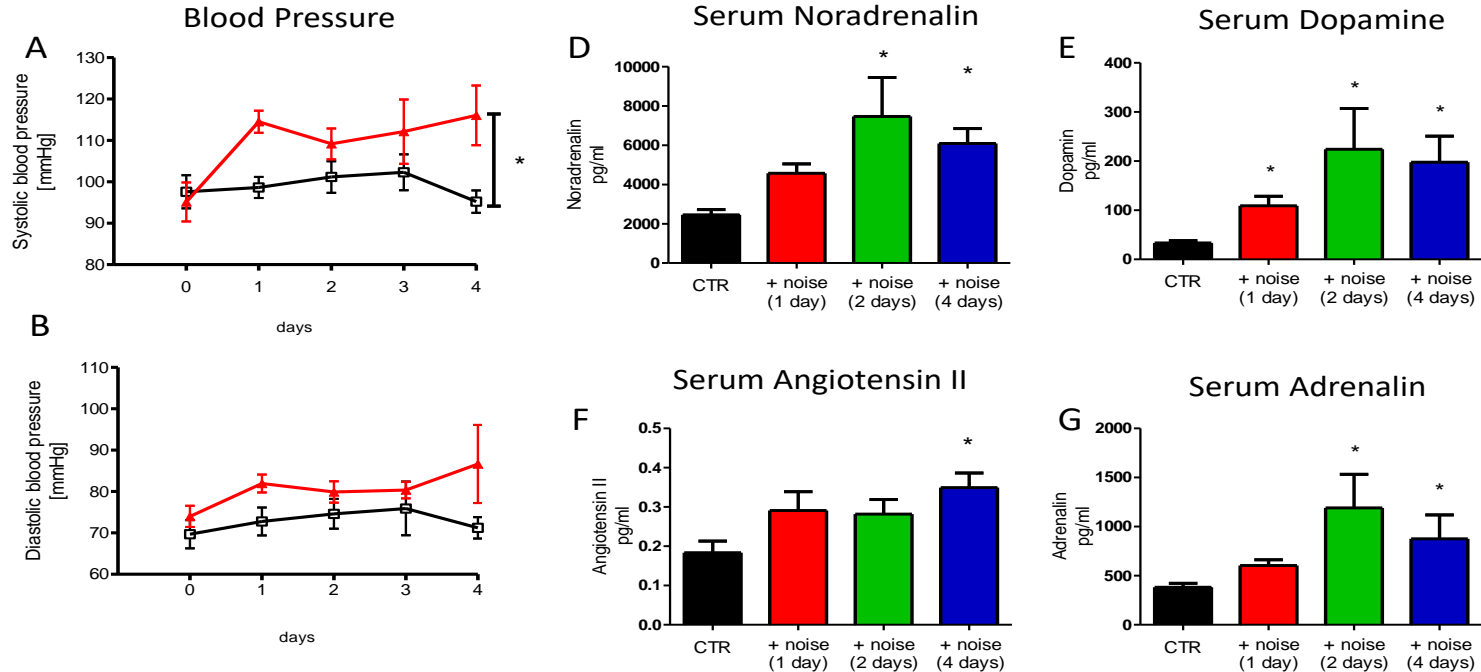 Blood Pressure
A
Systolic blood pressure
[mmHg]
130
120
110
100
90
80
0 1 2 3 4
days
*
B
Diastolic blood pressure
[mmHg]
110
100
90
80
70
60
0 1 2 3 4
days
Serum Noradrenalin
D
Noradrenalin
pg/ml
10000
8000
6000
4000
2000
0
* *
CTR + noise + noise + noise
(1 day) (2 days) (4 days)
Serum Dopamine
E
Dopamin
pg/ml
400
300
200
100
0
* * *
CTR + noise + noise + noise
(1 day) (2 days) (4 days)
Serum Angiotensin II
F
Angiotensin II
pg/ml
0.5
0.4
0.3
0.2
0.1
0.0
*
CTR + noise + noise + noise
(1 day) (2 days) (4 days)
Serum Adrenalin
G
Adrenalin
pg/ml
2000
1500
1000
500
0
* *
CTR + noise + noise + noise
(1 day) (2 days) (4 days)